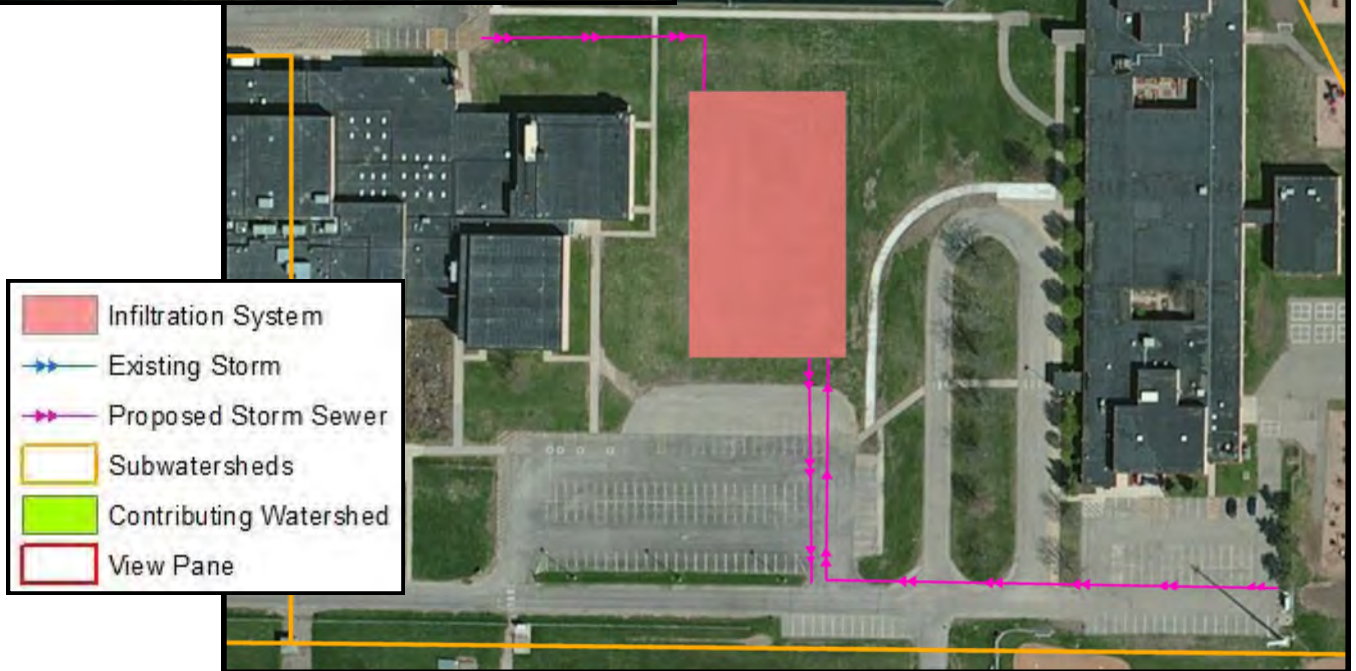 Infiltration System
Existing Storm
Proposed Storm Sewer
Subwatersheds
Contributing Watershed
View Pane